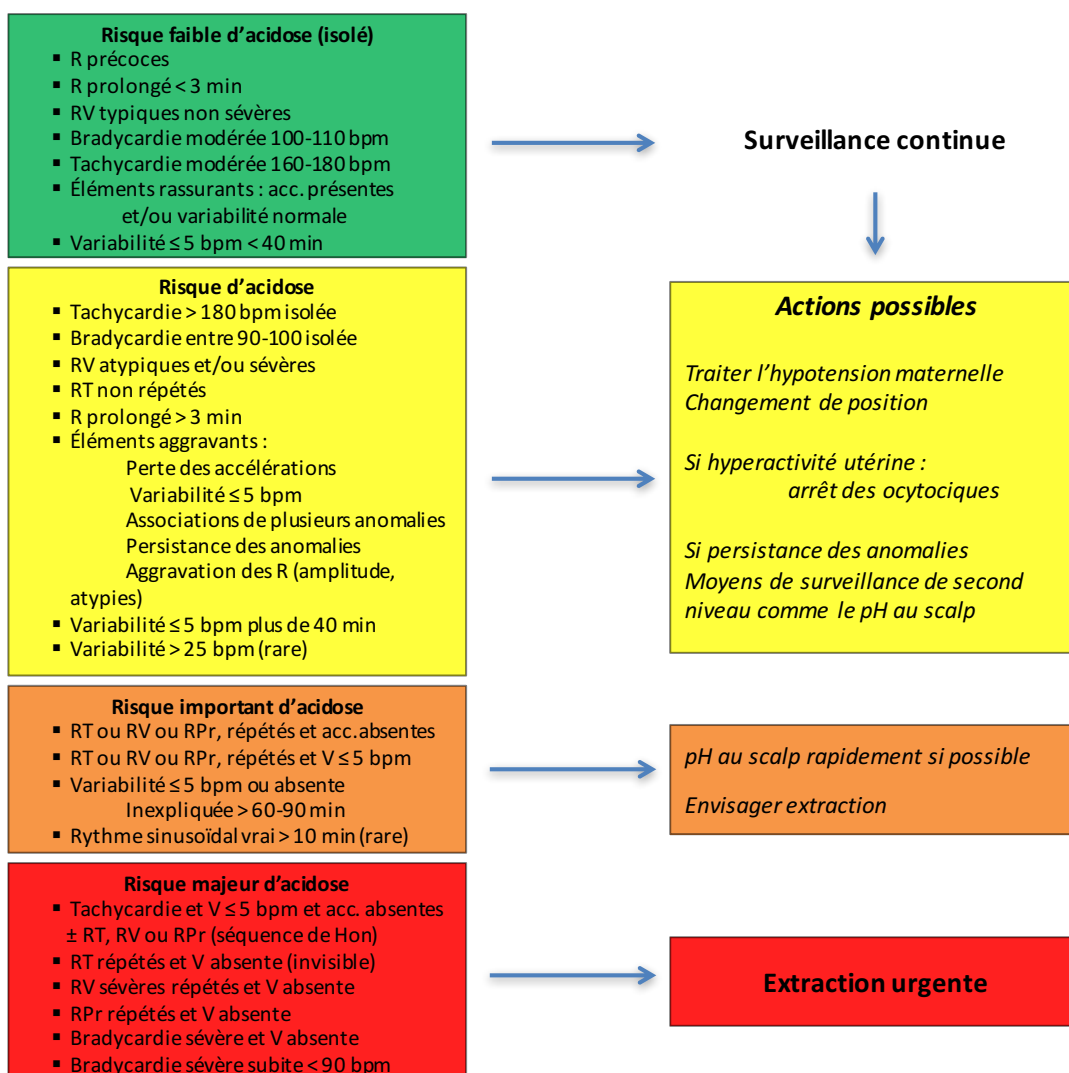 Risque faible d'acidose (isolé)
▪ R précoces
▪ R prolongé < 3 min
▪ RV typiques non sévères
▪ Bradycardie modérée 100-110 bpm
▪ Tachycardie modérée 160-180 bpm
▪ Éléments rassurants : acc. présentes
et/ou variabilité normale
▪ Variabilité ≤ 5 bpm < 40 min
Surveillance continue
Risque d'acidose
▪ Tachycardie > 180 bpm isolée
▪ Bradycardie entre 90-100 isolée
▪ RV atypiques et/ou sévères
▪ RT non répétés
▪ R prolongé > 3 min
▪ Éléments aggravants :
Perte des accélérations
Variabilité ≤ 5 bpm
Associations de plusieurs anomalies
Persistance des anomalies
Aggravation des R (amplitude,
atypies)
▪ Variabilité ≤ 5 bpm plus de 40 min
▪ Variabilité > 25 bpm (rare)
Actions possibles
Traiter l'hypotension maternelle
Changement de position
Si hyperactivité utérine :
arrêt des ocytociques
Si persistance des anomalies
Moyens de surveillance de second
niveau comme le pH au scalp
Risque important d'acidose
▪ RT ou RV ou RPr, répétés et acc. absentes
▪ RT ou RV ou RPr, répétés et V ≤ 5 bpm
▪ Variabilité ≤ 5 bpm ou absente
Inexpliquée > 60-90 min
▪ Rythme sinusoïdal vrai > 10 min (rare)
pH au scalp rapidement si possible
Envisager extraction
Risque majeur d'acidose
▪ Tachycardie et V ≤ 5 bpm et acc. absentes
± RT, RV ou RPr (séquence de Hon)
▪ RT répétés et V absente (invisible)
▪ RV sévères répétés et V absente
▪ RPr répétés et V absente
▪ Bradycardie sévère et V absente
▪ Bradycardie sévère subite < 90 bpm
Extraction urgente